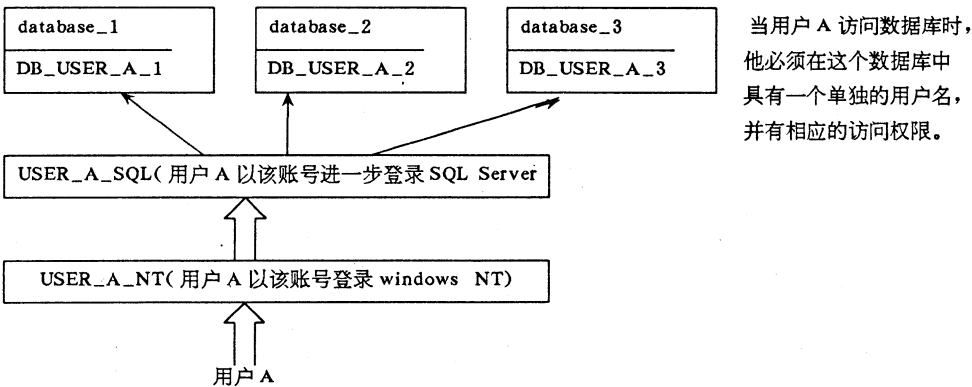 database_1
DB_USER_A_1
database_2
DB_USER_A_2
database_3
DB_USER_A_3
当用户 A 访问数据库时，
他必须在这个数据库中
具有一个单独的用户名，
并有相应的访问权限。
USER_A_SQL( 用户 A 以该账号进一步登录 SQL Server
USER_A_NT( 用户 A 以该账号登录 windows NT)
用户 A